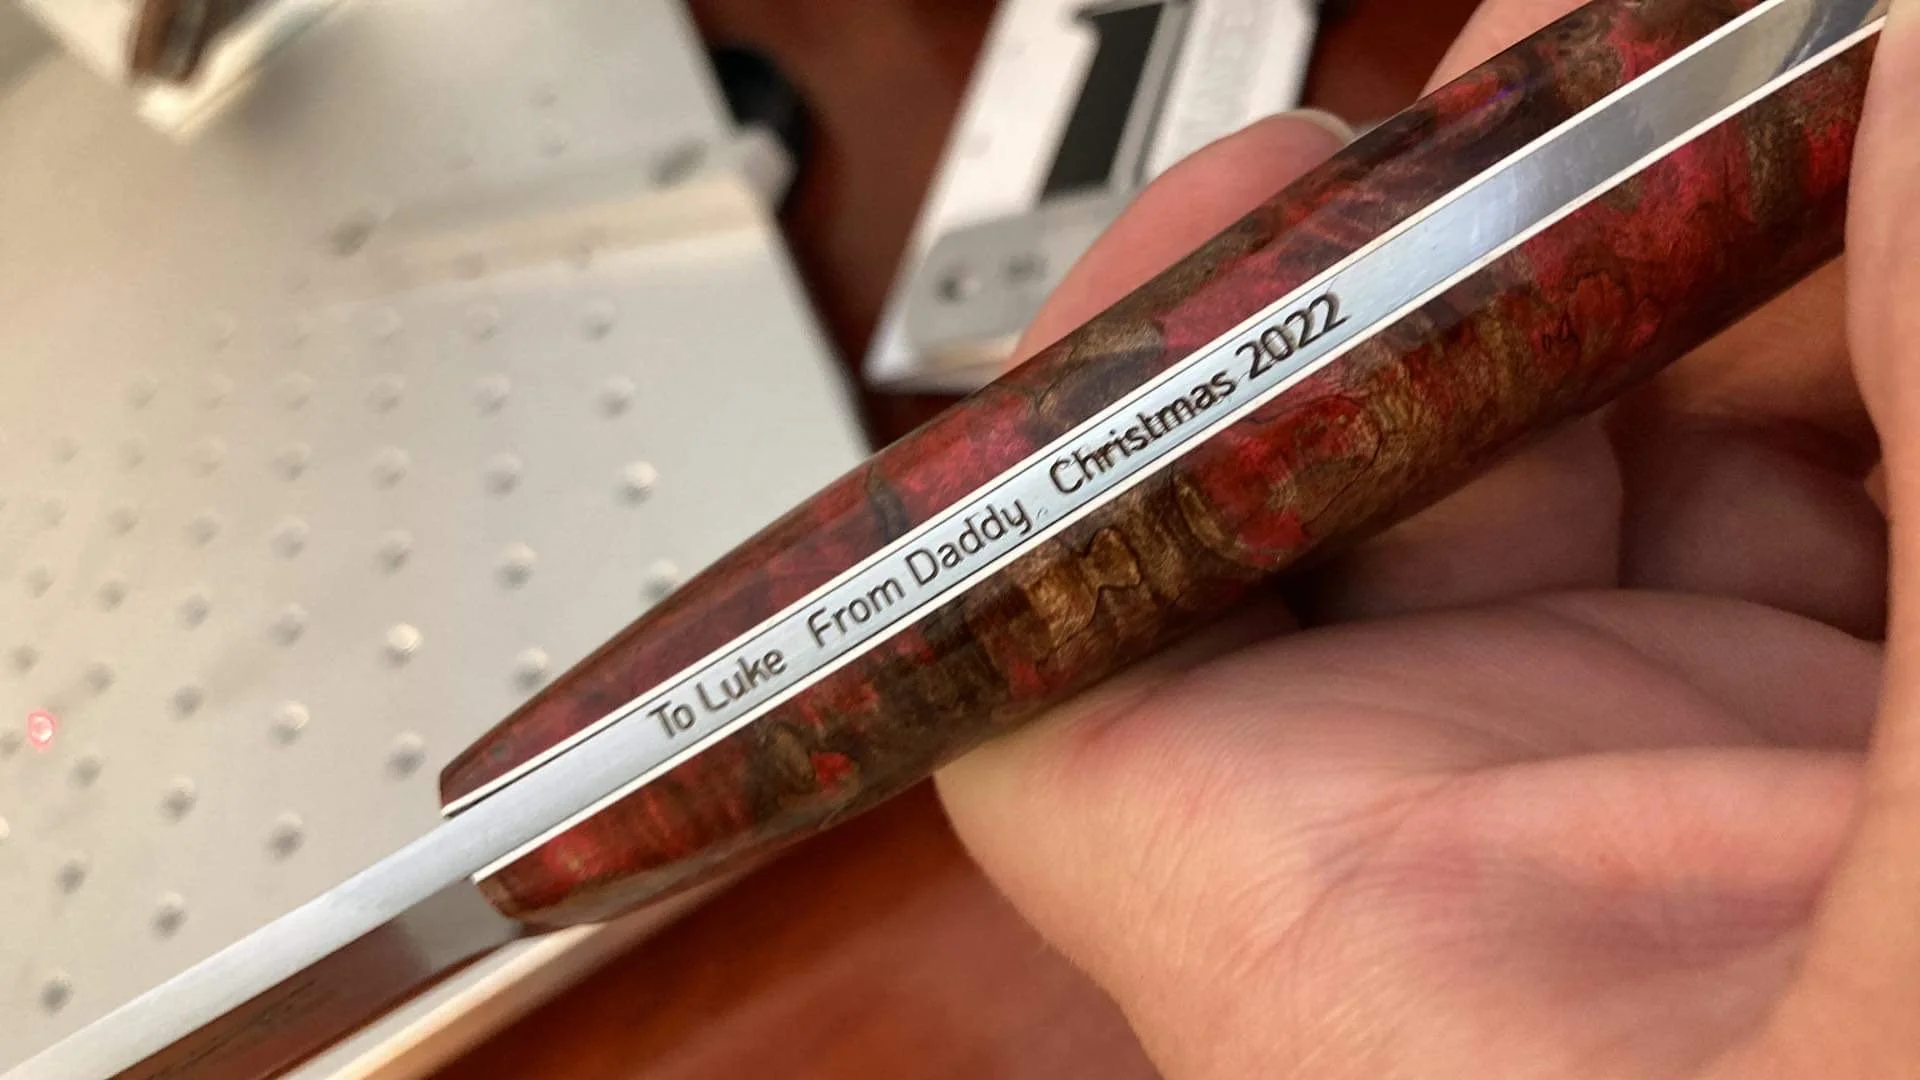 To Luke From Daddy Christmas 2022